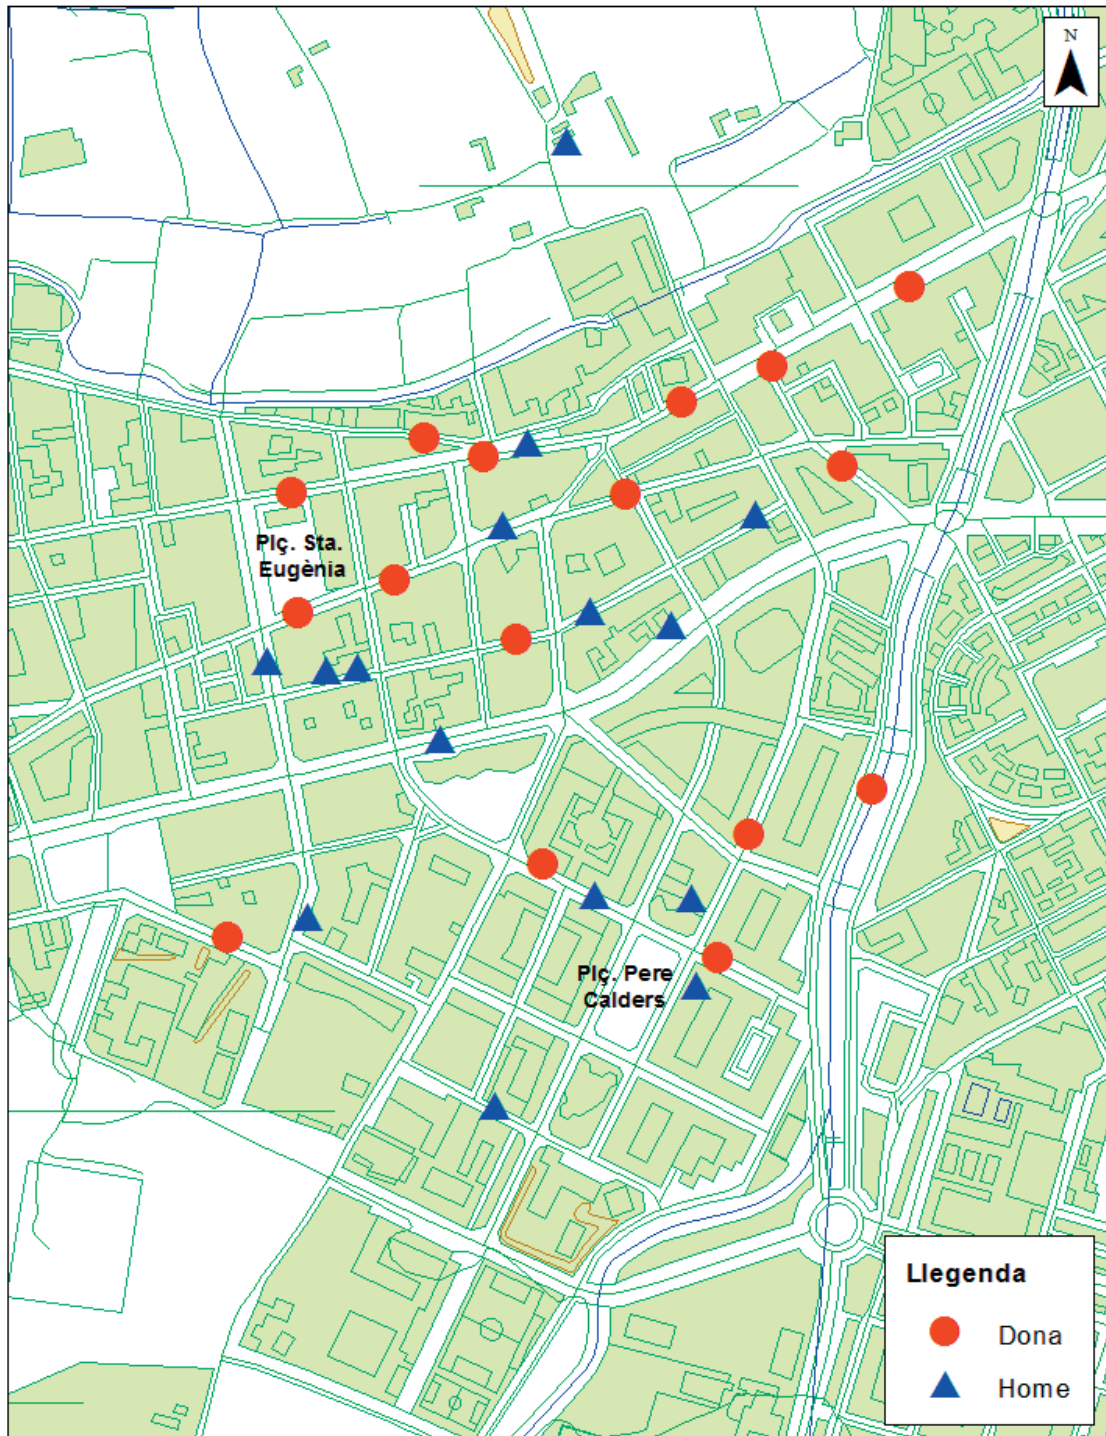 N
Plç. Sta.
Eugènia
Plç. Pere
Calders
Llegenda
Dona
Home